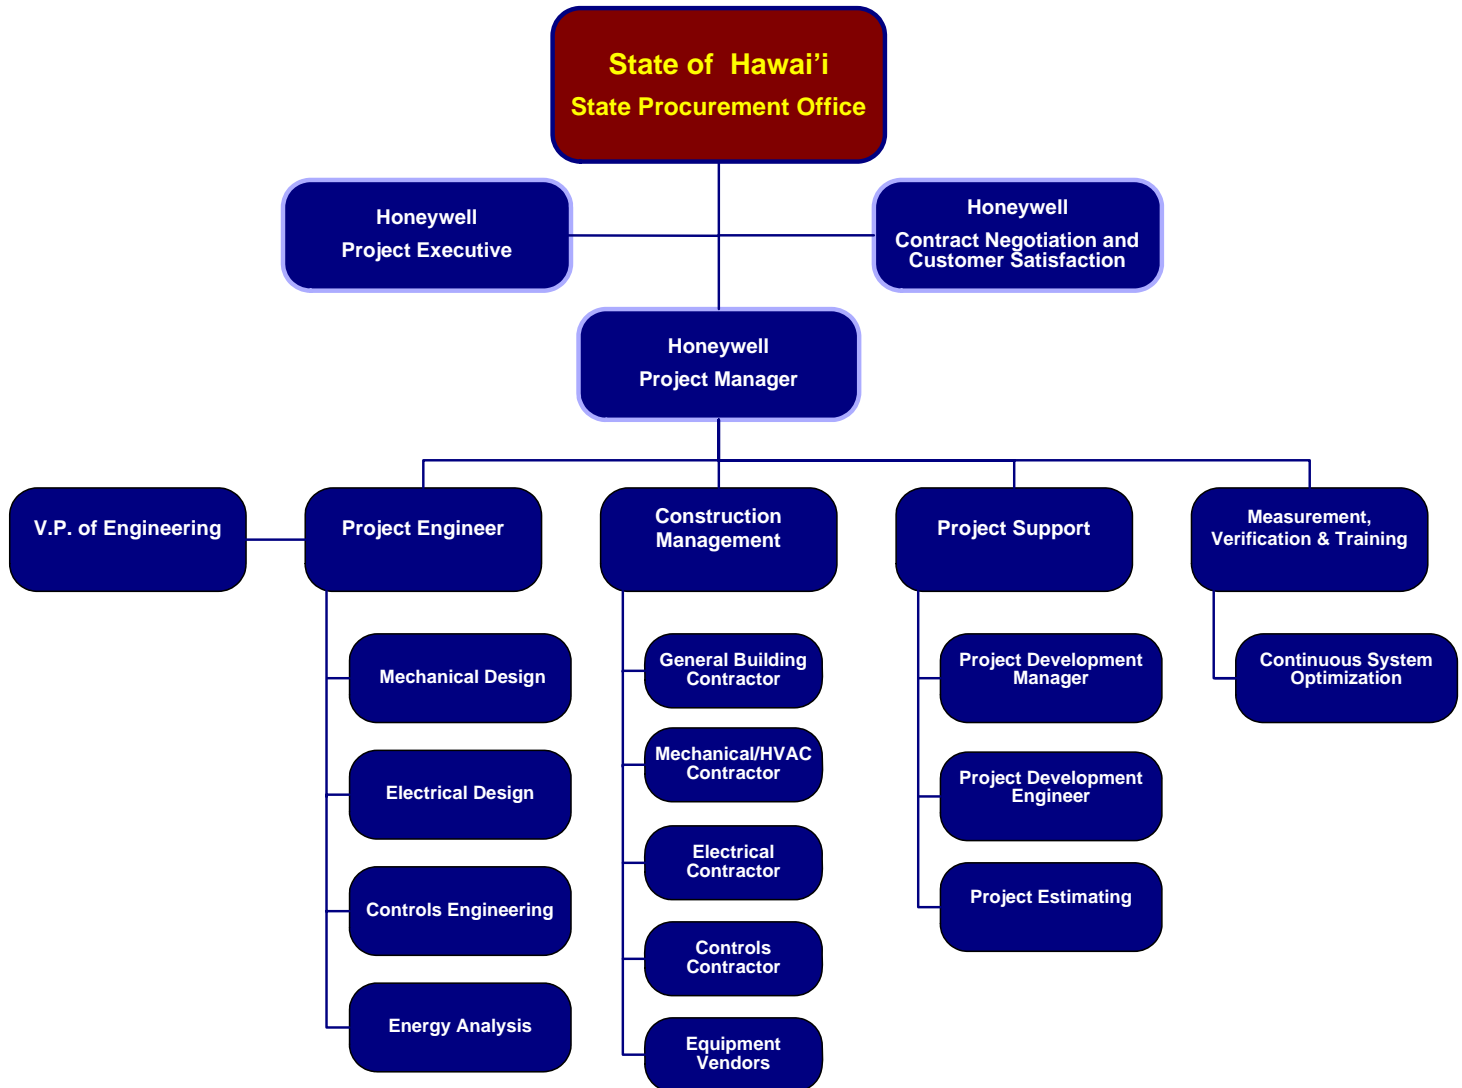 State of  Hawai’i
State Procurement Office
Honeywell
Project Executive
Honeywell
Contract Negotiation and
Customer Satisfaction
Honeywell
Project Manager
V.P. of Engineering
Project Engineer
Construction
Management
Project Support
Measurement,
Verification & Training
Mechanical Design
Electrical Design
Controls Engineering
Energy Analysis
General Building
Contractor
Mechanical/HVAC
Contractor
Electrical
Contractor
Controls
Contractor
Equipment
Vendors
Project Development
Manager
Project Development
Engineer
Project Estimating
Continuous System
Optimization